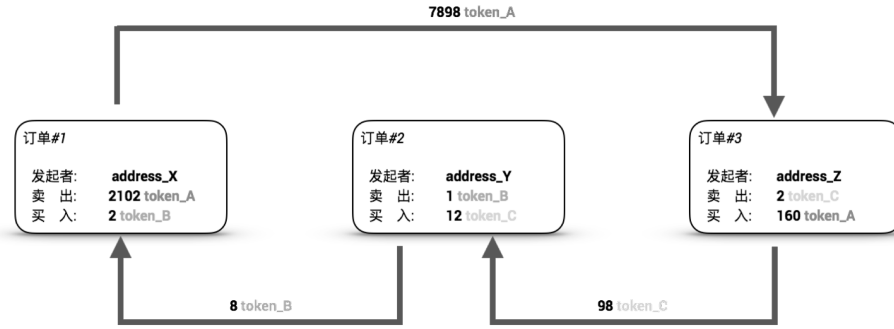 7898 token_A
订单#1
发起者: address_X
卖 出: 2102 token_A
买 入: 2 token_B
订单#2
发起者: address_Y
卖 出: 1 token_B
买 入: 12 token_C
订单#3
发起者: address_Z
卖 出: 2 token_C
买 入: 160 token_A
8 token_B
98 token_C